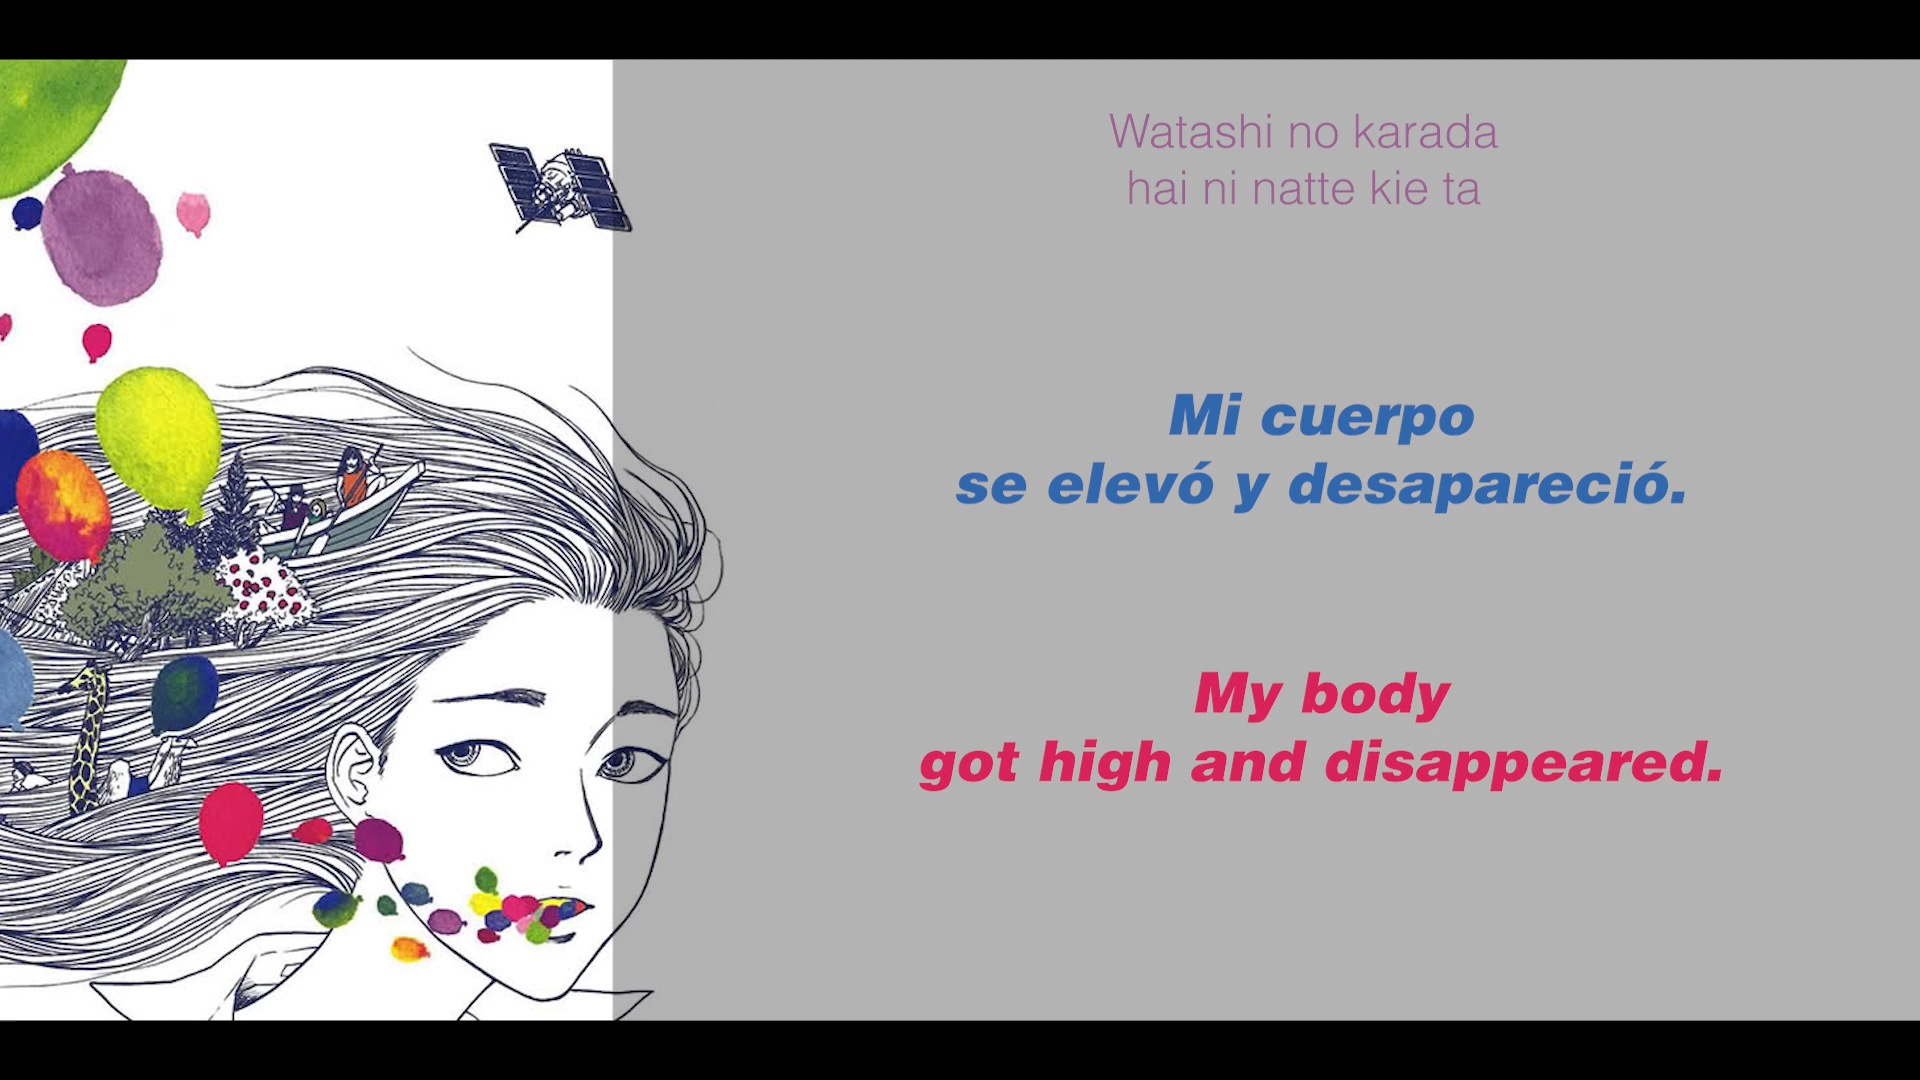 Watashi no karada
hai ni natte kie ta
Mi cuerpo
se elevó y desapareció.
My body
got high and disappeared.